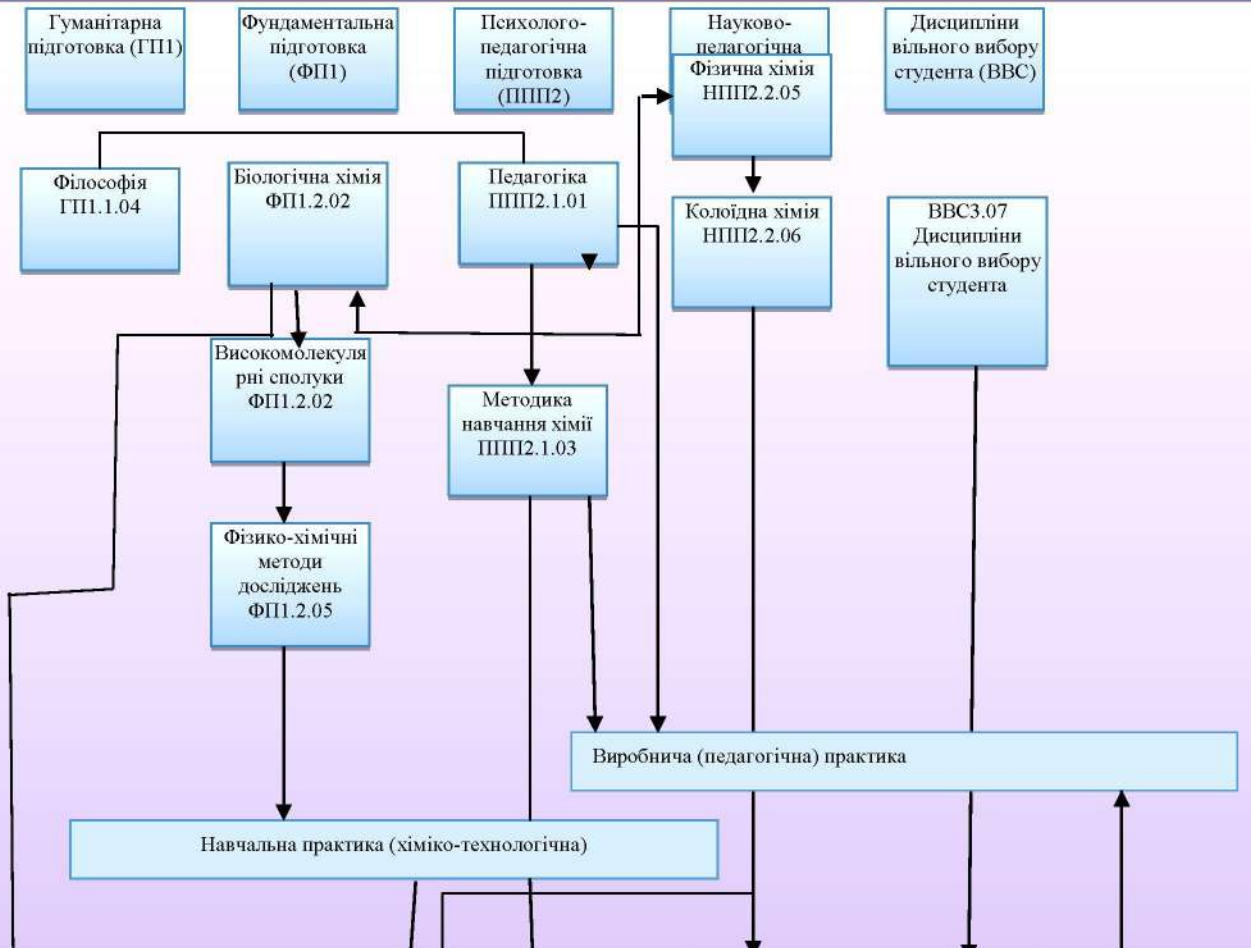 Гуманітарна
підготовка (ГП1)
Фундаментальна
підготовка
(ФП1)
Психолого-
педагогічна
підготовка
(ППП2)
Науково-
педагогічна
Дисципліни
вільного вибору
студента (ВВС)
Фізична хімія
НПП2.2.05
Філософія
ГП1.1.04
Біологічна хімія
ФП1.2.02
Педагогіка
ППП2.1.01
Колоїдна хімія
НПП2.2.06
ВВС3.07
Дисципліни
вільного вибору
студента
Високомолекуля
рні сполуки
ФП1.2.02
Методика
навчання хімії
ППП2.1.03
Фізико-хімічні
методи
досліджень
ФП1.2.05
Виробнича (педагогічна) практика
Навчальна практика (хіміко-технологічна)